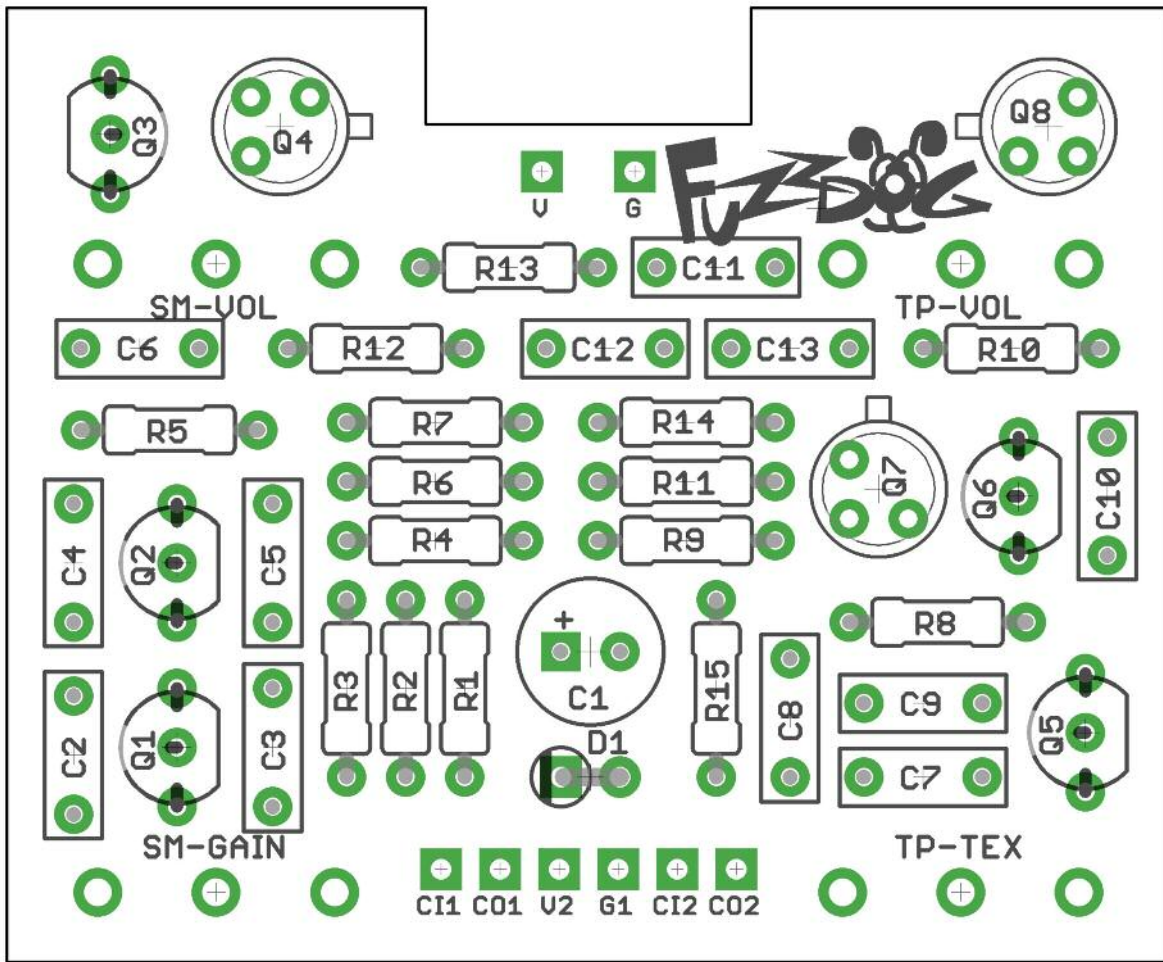 Q3
Q4
Q8
V
G
FUZZDOG
R13
C11
SM-VOL
TP-VOL
C6
R12
C12
C13
R10
R5
R7
R14
R6
R11
Q7
Q6
C10
R4
R9
C4
Q2
C5
R8
+
C1
R3
R2
R1
R15
C8
C9
Q5
C2
Q1
C3
D1
C7
SM-GAIN
TP-TEX
CI1 CO1 V2 G1 CI2 CO2